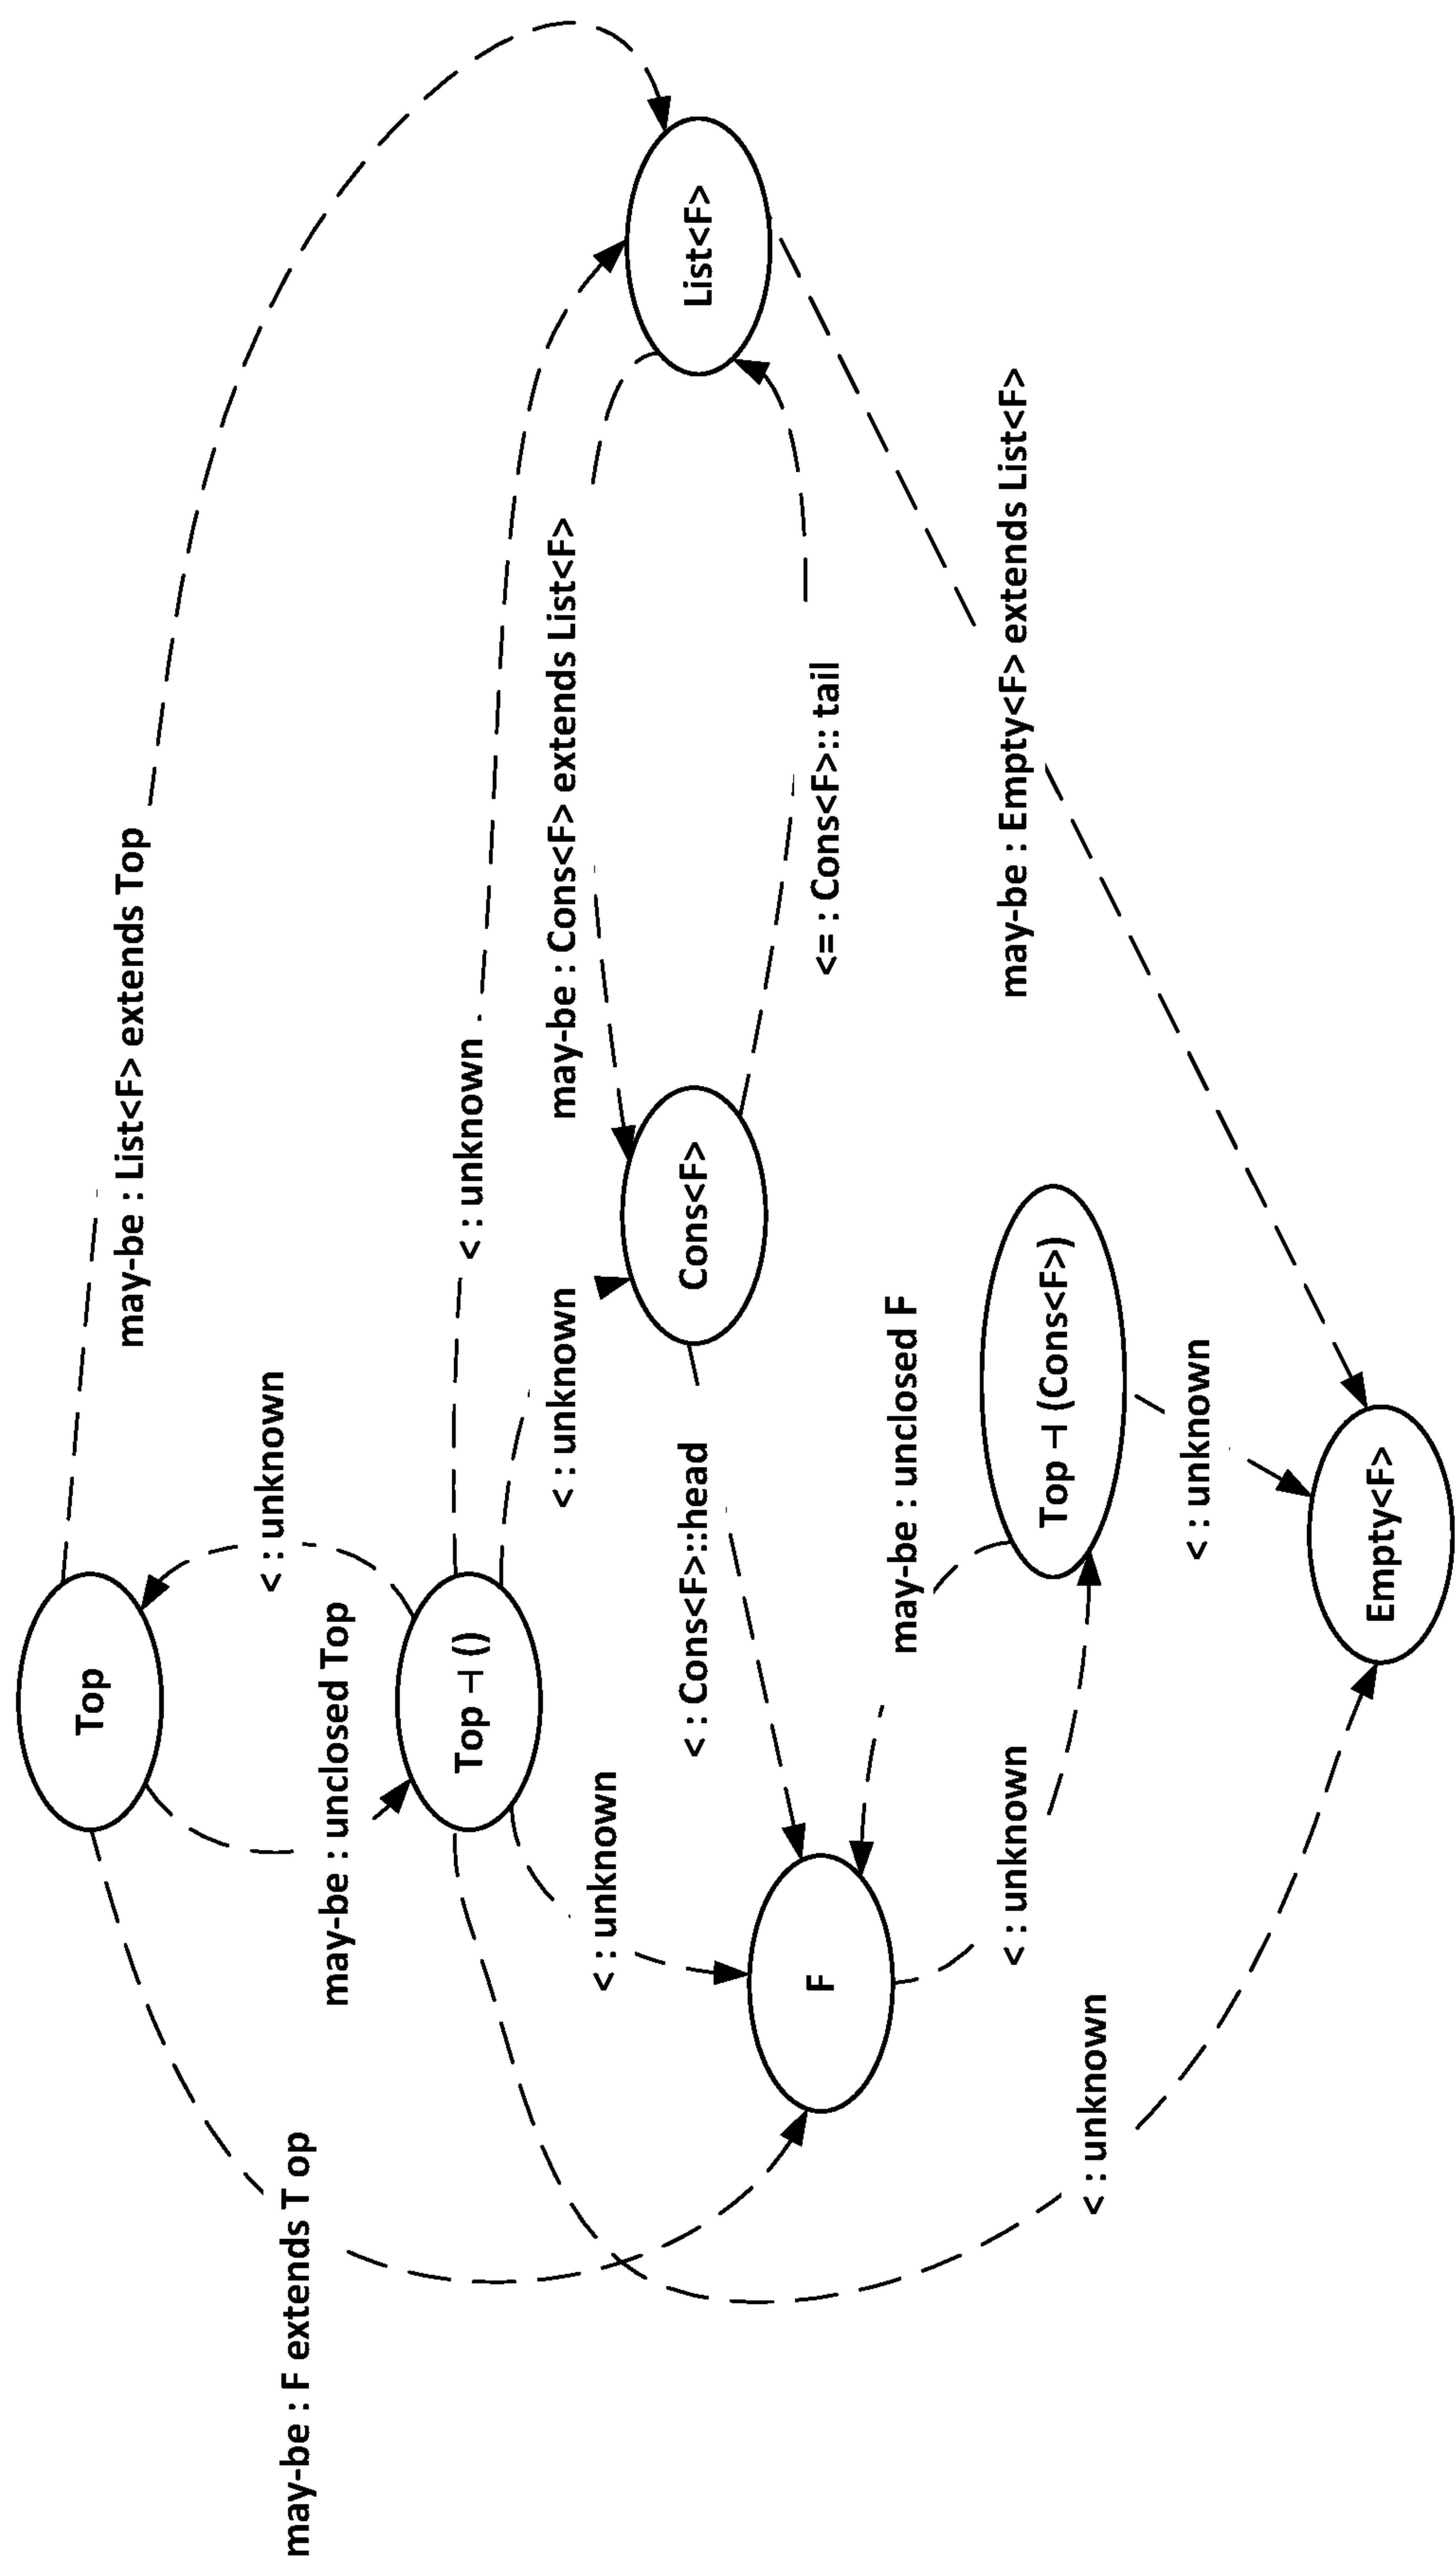 Top
may-be : List<F> extends Top
< : unknown
may-be : unclosed Top
may-be : F extends T op
Top ⊣ ()
< : unknown
< : unknown
may-be : Cons<F> extends List<F>
< : unknown
List<F>
Cons<F>
< : Cons<F>::head
<= : Cons<F>:: tail
F
may-be : unclosed F
< : unknown
Top ⊣ (Cons<F>)
may-be : Empty<F> extends List<F>
< : unknown
< : unknown
Empty<F>